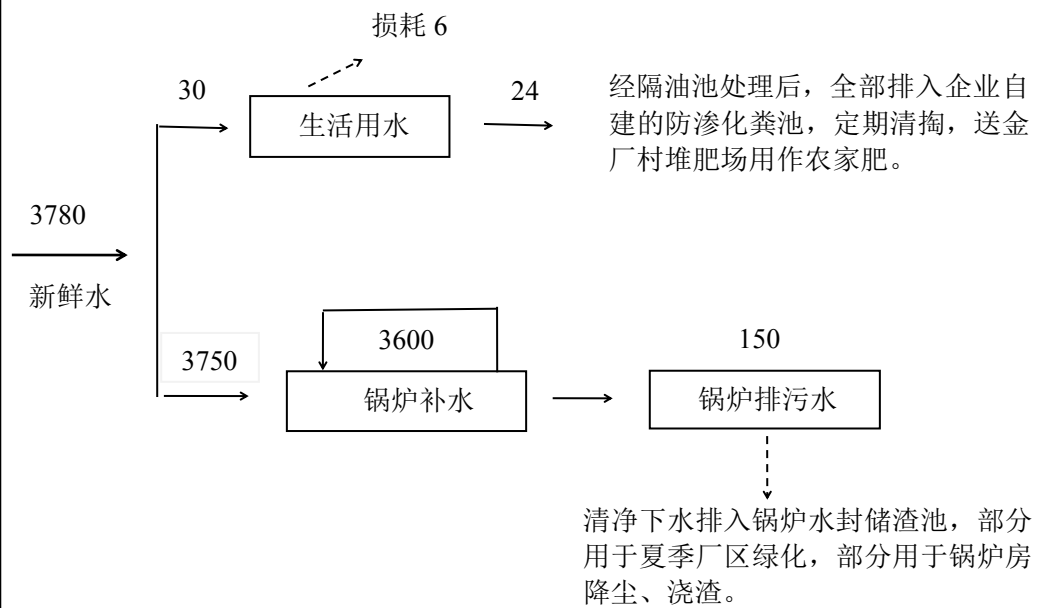 损耗 6
30
24
生活用水
经隔油池处理后，全部排入企业自
建的防渗化粪池，定期清掏，送金
厂村堆肥场用作农家肥。
3780
新鲜水
3750
3600
150
锅炉补水
锅炉排污水
清净下水排入锅炉水封储渣池，部分
用于夏季厂区绿化，部分用于锅炉房
降尘、浇渣。